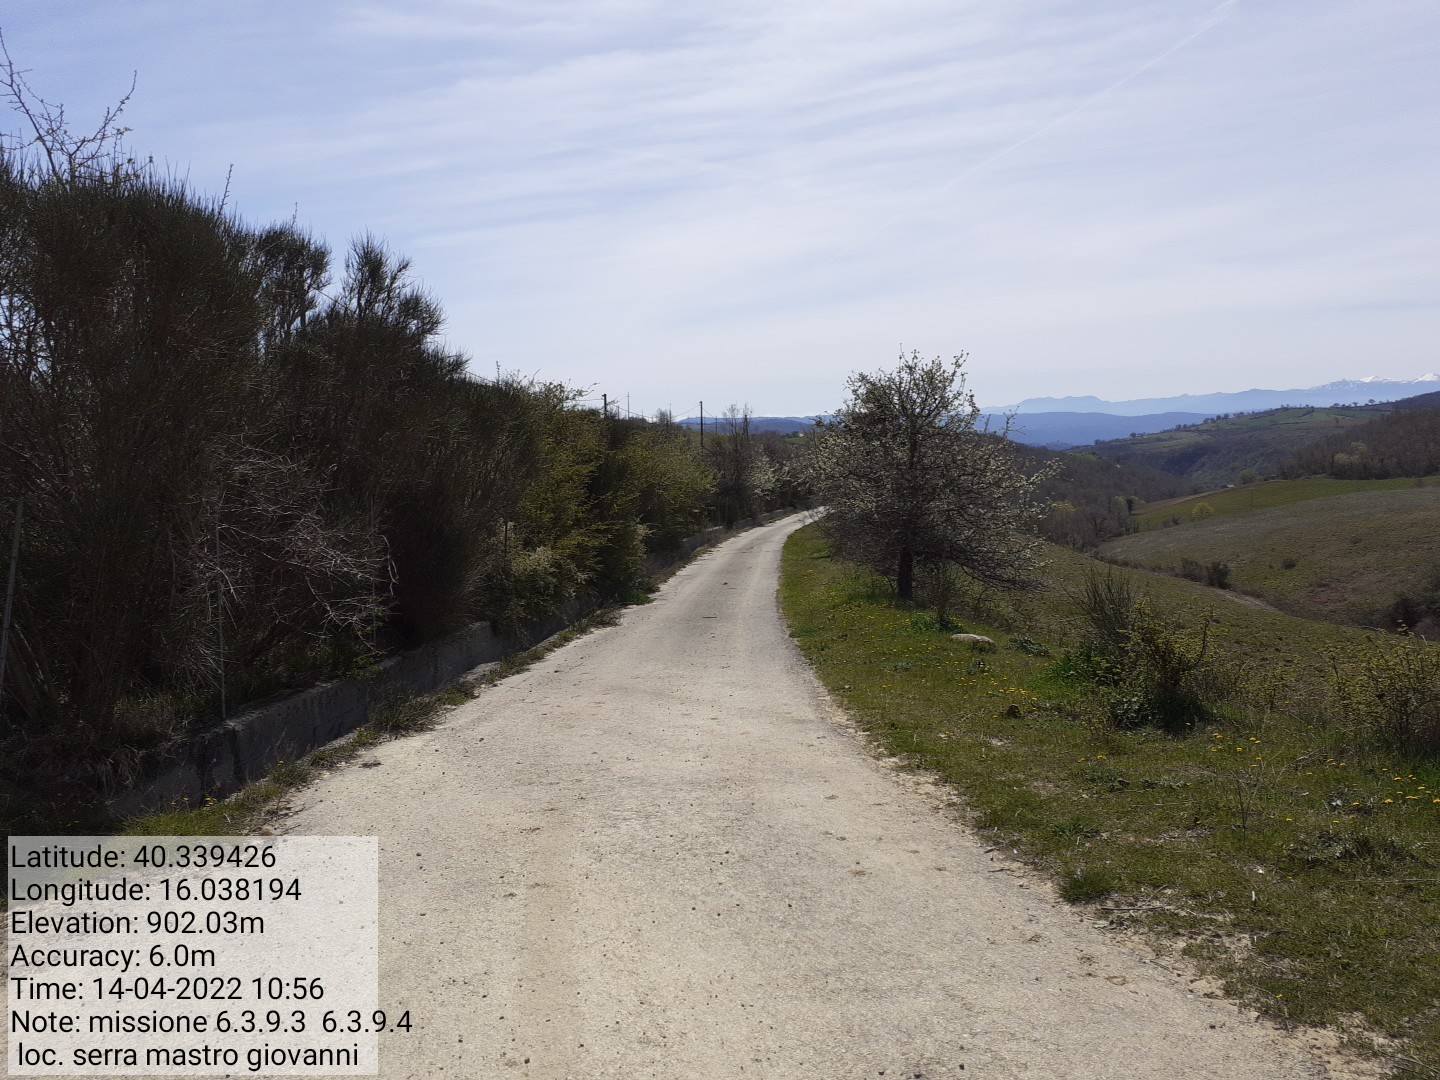 Latitude: 40.339426
Longitude: 16.038194
Elevation: 902.03m
Accuracy: 6.0m
Time: 14-04-2022 10:56
Note: missione 6.3.9.3  6.3.9.4
loc. serra mastro giovanni